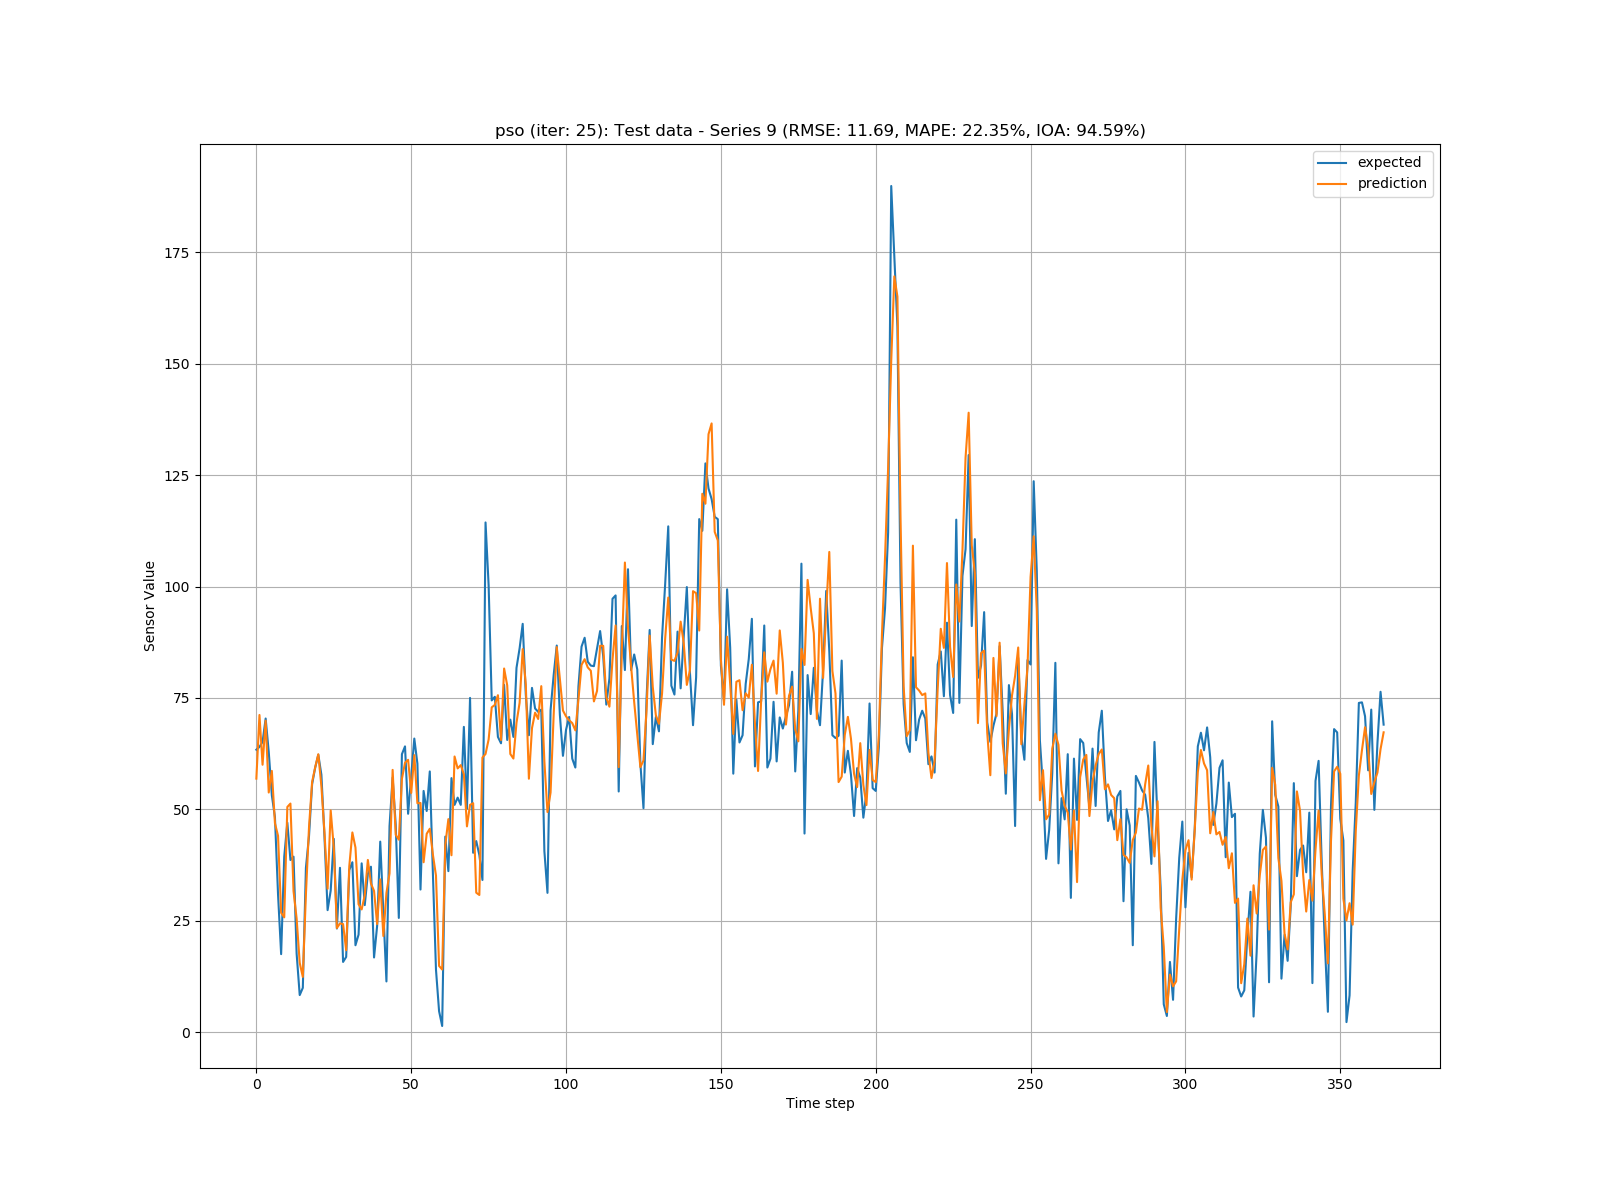 pso (iter: 25): Test data - Series 9 (RMSE: 11.69, MAPE: 22.35%, IOA: 94.59%)
expected
prediction
175
150
125
100
75
50
25
0
Sensor Value
0 50 100 150 200 250 300 350
Time step